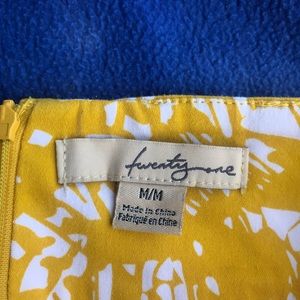 twenty one
M/M
Made in China
Fabriqué en Chine